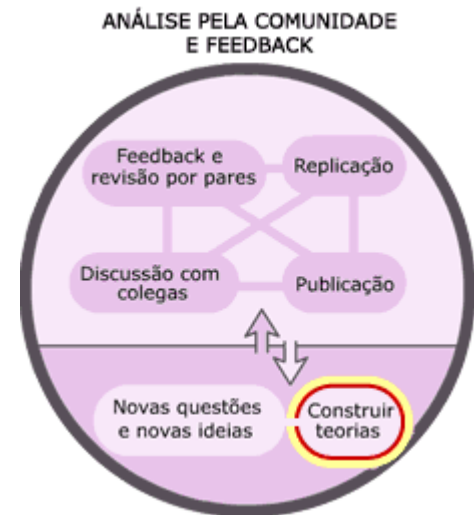 ANÁLISE PELA COMUNIDADE
E FEEDBACK
Feedback e
revisão por pares
Replicação
Discussão com
colegas
Publicação
Novas questões
e novas ideias
Construir
teorias